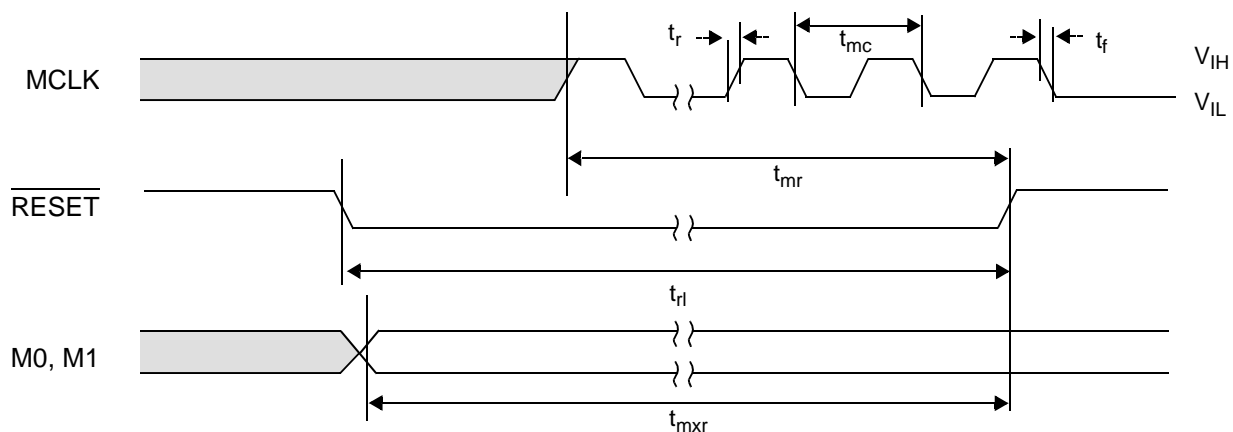 t_r
t_mc
t_f
V_IH
MCLK
V_IL
t_mr
RESET
t_rl
M0, M1
t_mxr